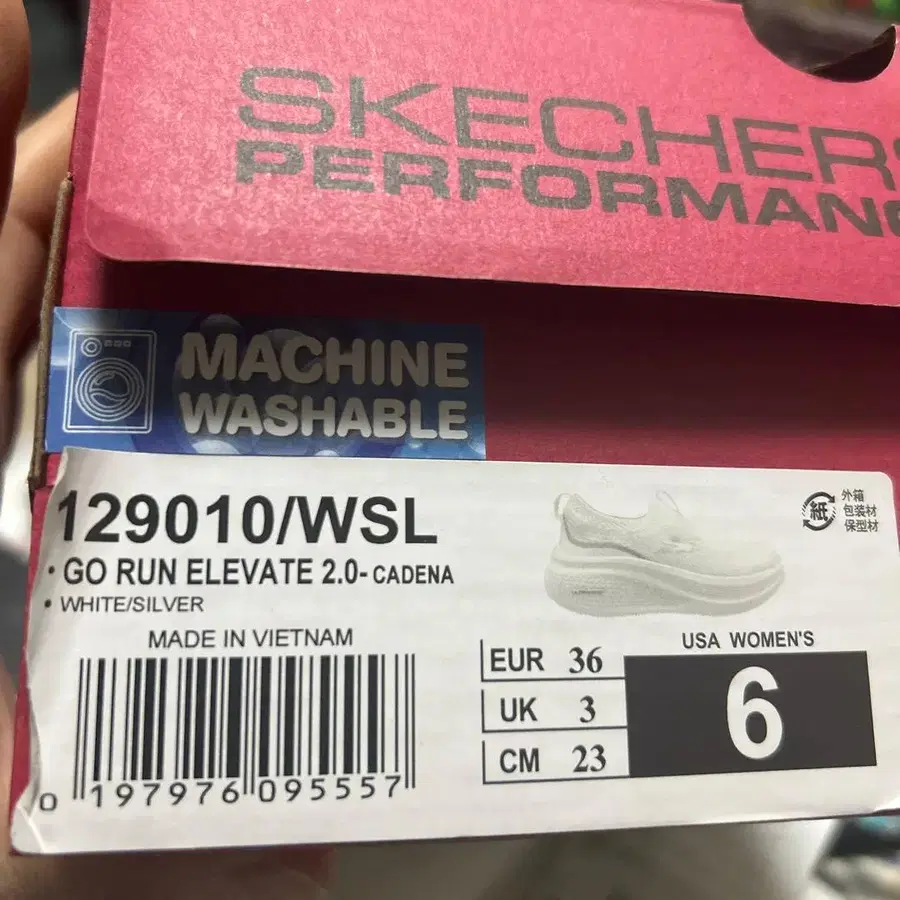 SKECHERS
PERFORMANC
MACHINE
WASHABLE
129010/WSL
• GO RUN ELEVATE 2.0- CADENA
• WHITE/SILVER
MADE IN VIETNAM
0 197976 095557
紙
外箱
包装材
保型材
EUR 36
UK 3
CM 23
USA WOMEN'S
6